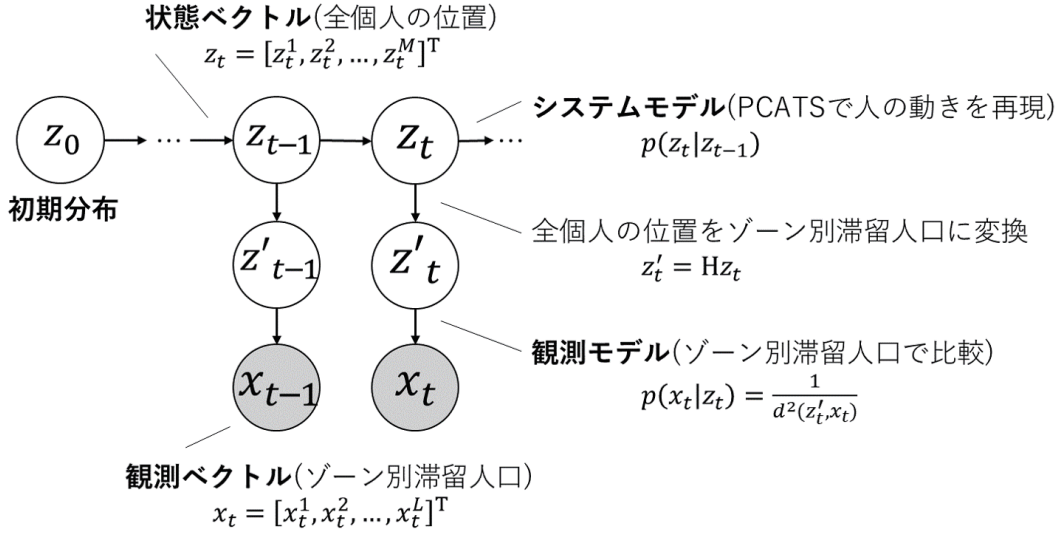 状態ベクトル(全個人の位置)
z_t = [z_t^1, z_t^2, …, z_t^M]^T
z_0
…
z_{t−1}
z_t
…
システムモデル(PCATSで人の動きを再現)
p(z_t|z_{t−1})
初期分布
z'_{t−1}
z'_t
全個人の位置をゾーン別滞留人口に変換
z'_t = Hz_t
x_{t−1}
x_t
観測モデル(ゾーン別滞留人口で比較)
p(x_t|z_t) = 1/d^2(z'_t,x_t)
観測ベクトル(ゾーン別滞留人口)
x_t = [x_t^1, x_t^2, …, x_t^L]^T